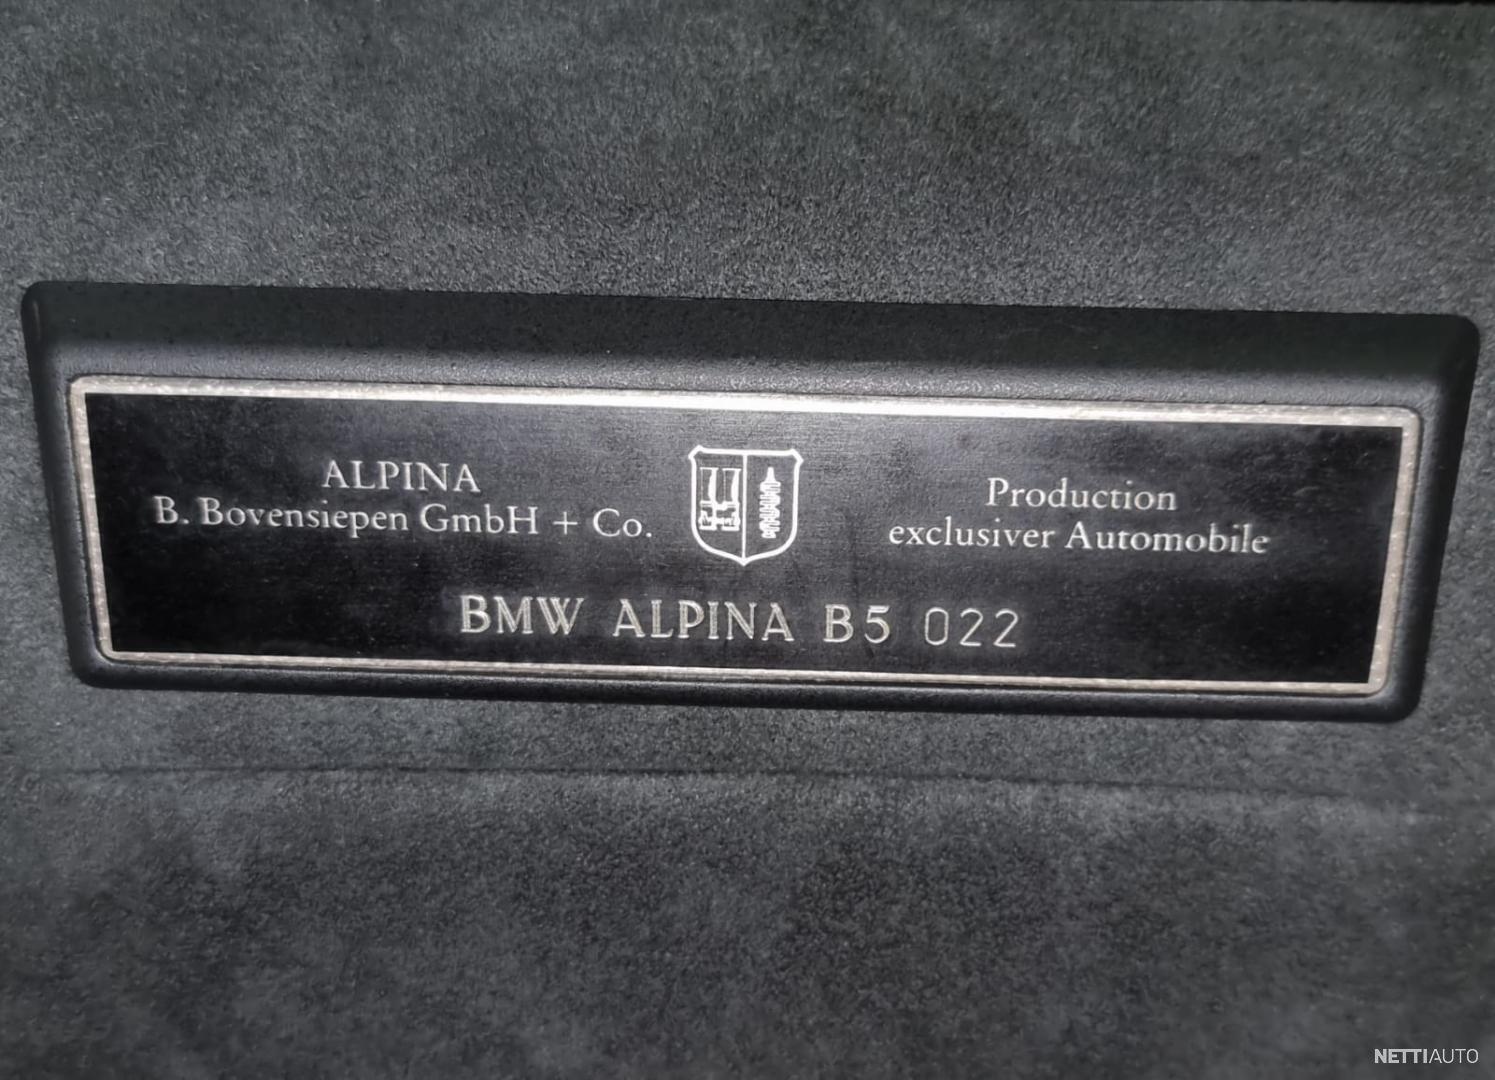 ALPINA
B. Bovensiepen GmbH + Co.
Production
exclusiver Automobile
BMW ALPINA B5 022
NETTIAUTO